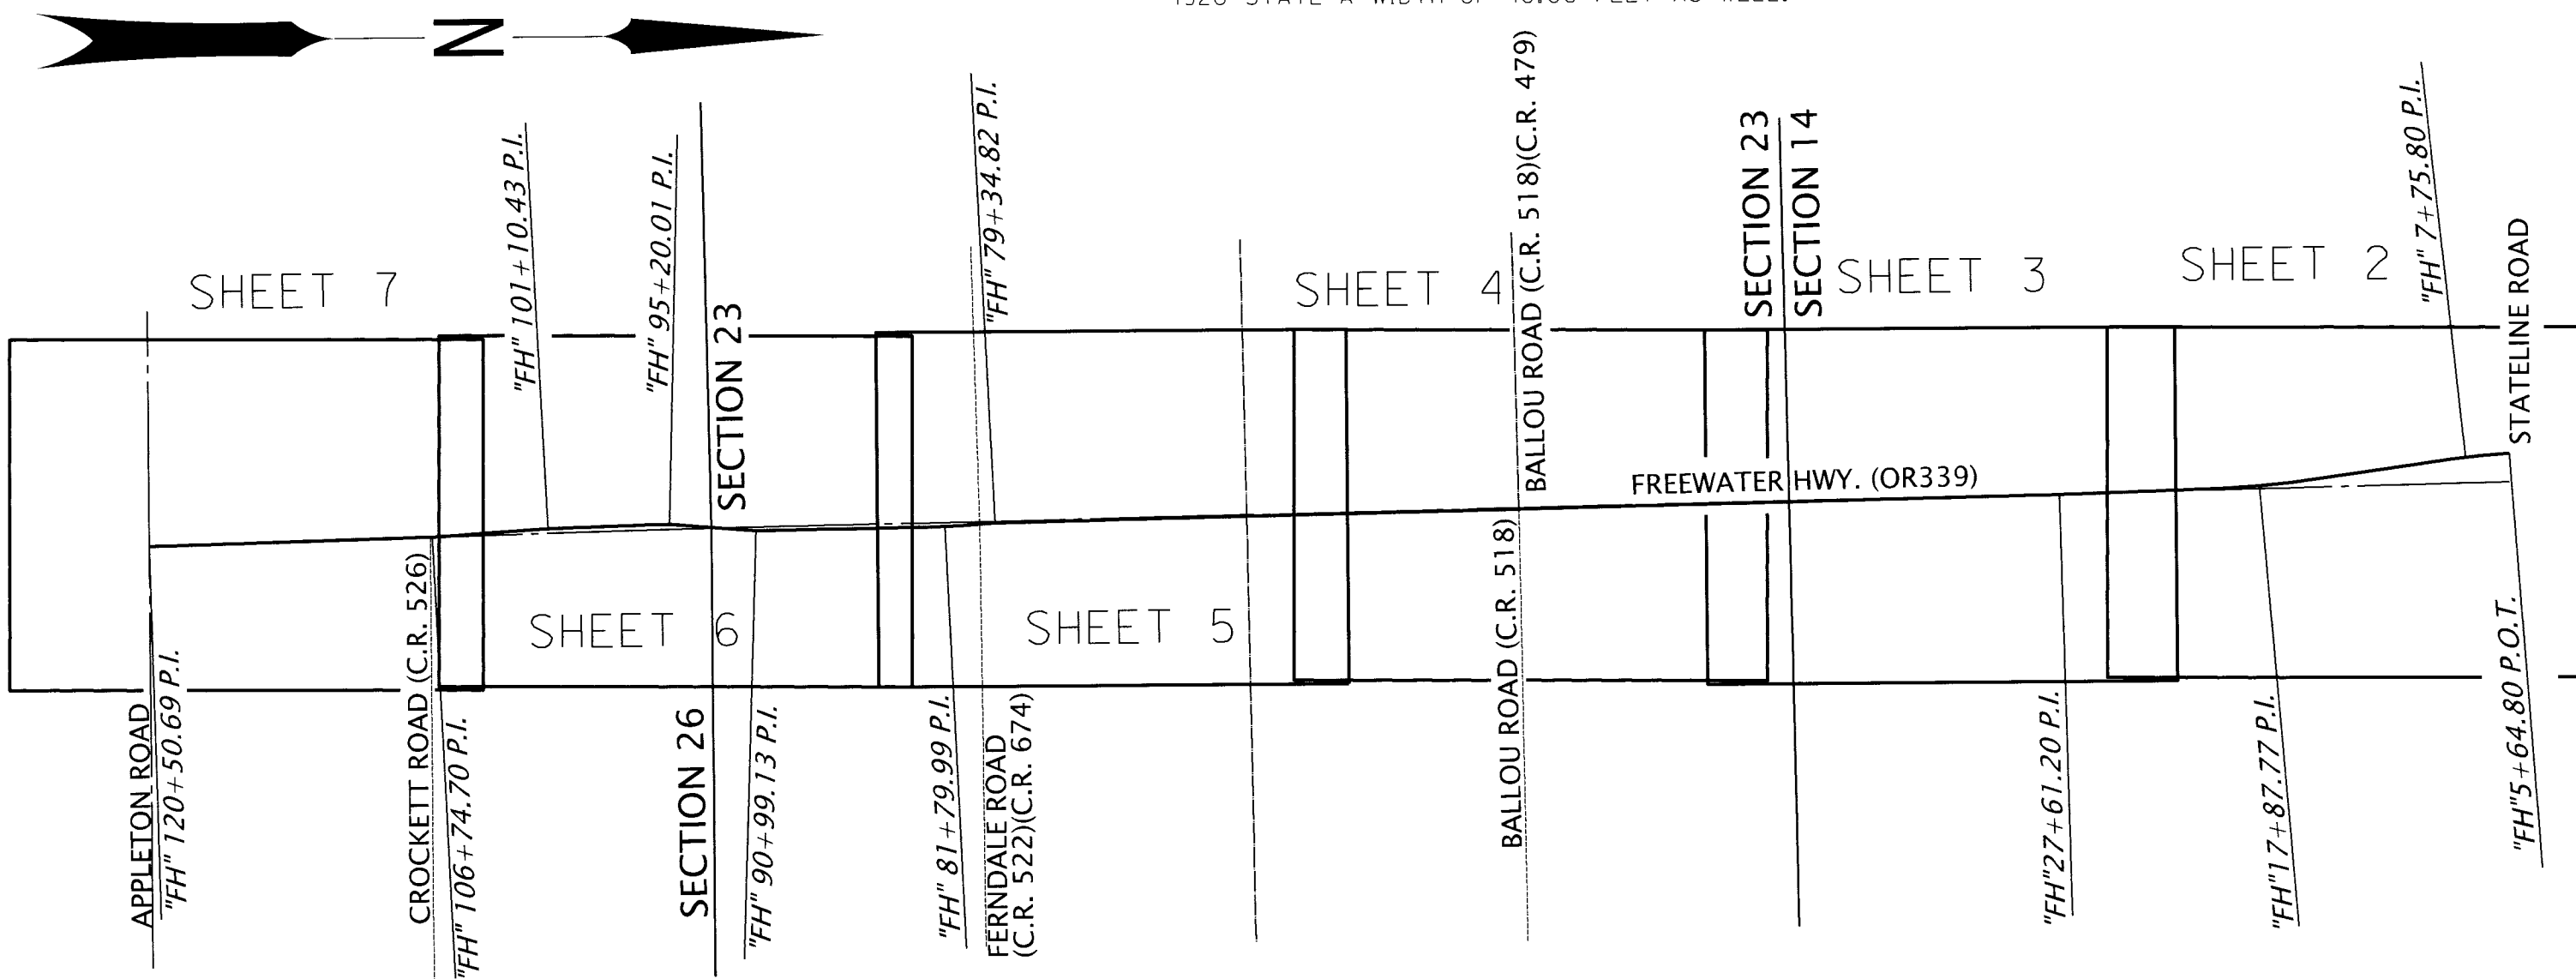 N
SHEET 7
"FH" 101+10.43 P.I.
"FH" 95+20.01 P.I.
SECTION 23
"FH" 79+34.82 P.I.
SHEET 4
BALLOU ROAD (C.R. 518)(C.R. 479)
SECTION 23
SECTION 14
SHEET 3
SHEET 2
"FH" 7+75.80 P.I.
STATELINE ROAD
FREEWATER HWY. (OR339)
APPLETON ROAD
"FH" 120+50.69 P.I.
CROCKETT ROAD (C.R. 526)
"FH" 106+74.70 P.I.
SHEET 6
SECTION 26
"FH" 90+99.13 P.I.
"FH" 81+79.99 P.I.
FERNDALE ROAD
(C.R. 522)(C.R. 674)
SHEET 5
BALLOU ROAD (C.R. 518)
"FH"27+61.20 P.I.
"FH"17+87.77 P.I.
"FH"5+64.80 P.O.T.